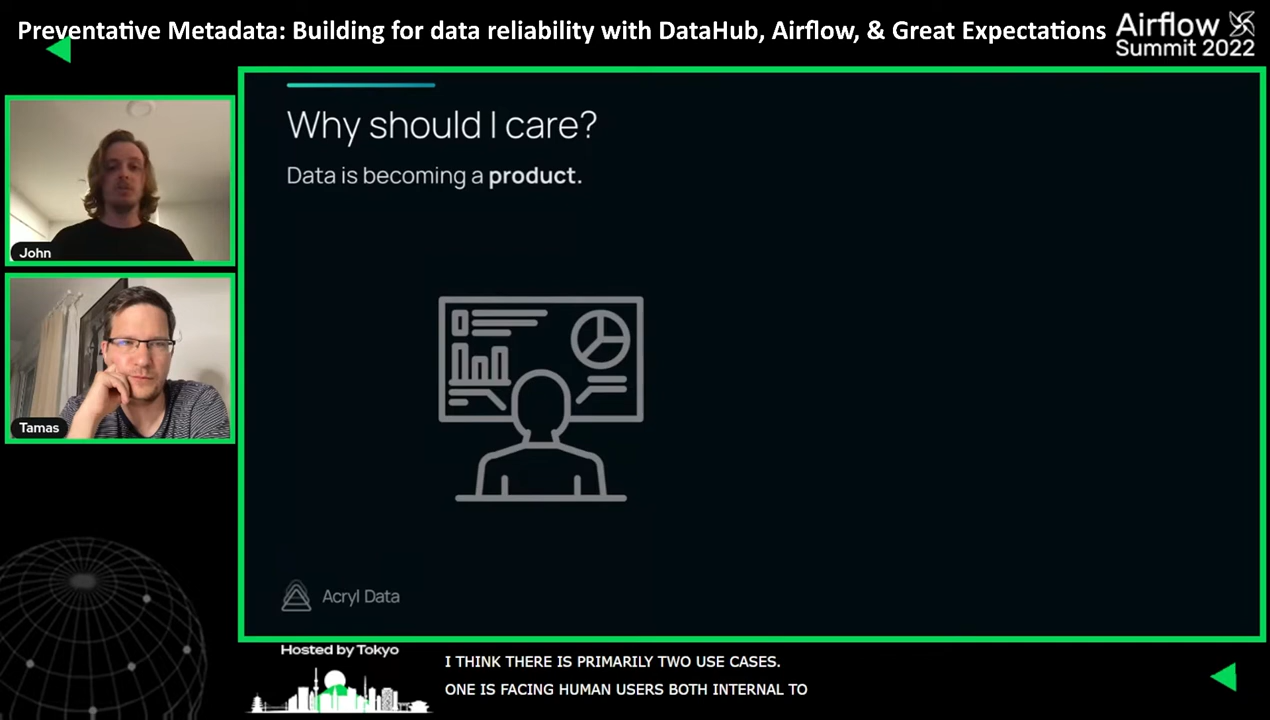 Preventative Metadata: Building for data reliability with DataHub, Airflow, & Great Expectations
Airflow
Summit 2022
John
Tamas
Why should I care?
Data is becoming a product.
Acryl Data
Hosted by Tokyo
I THINK THERE IS PRIMARILY TWO USE CASES.
ONE IS FACING HUMAN USERS BOTH INTERNAL TO